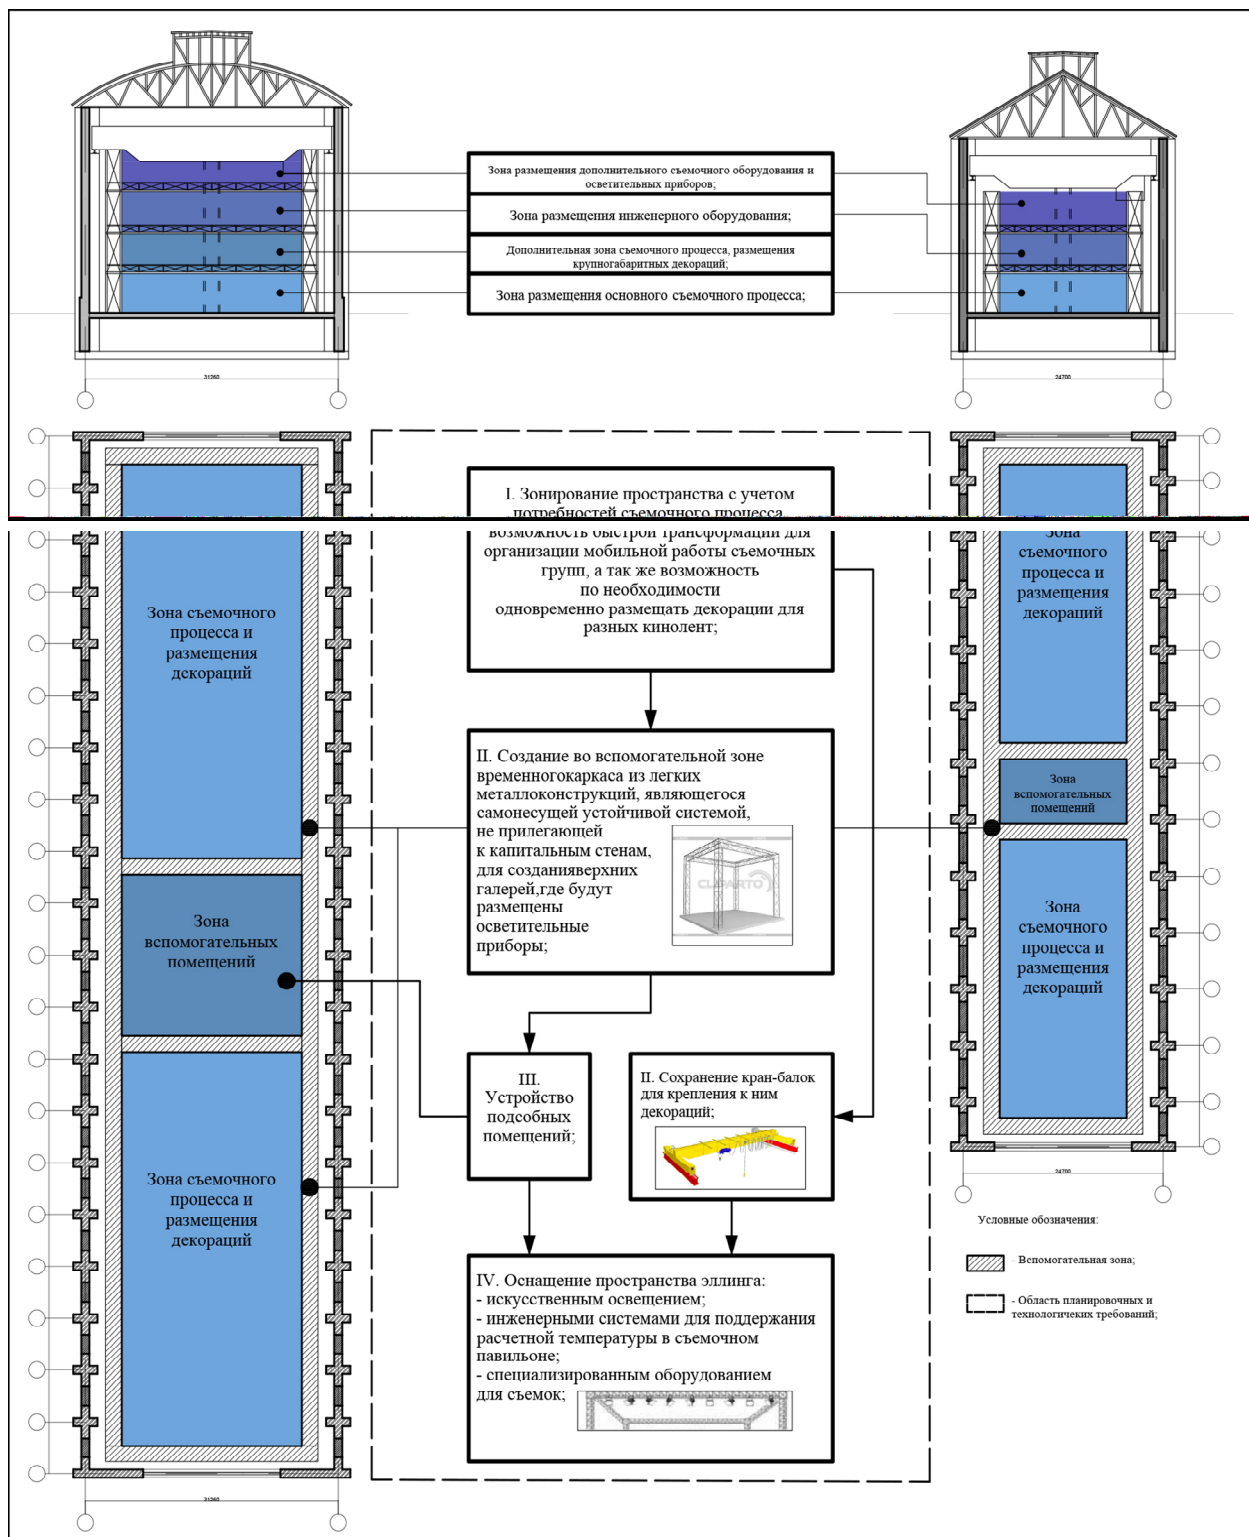 Зона размещения дополнительного съемочного оборудования и
осветительных приборов;
Зона размещения инженерного оборудования;
Дополнительная зона съемочного процесса, размещения
крупногабаритных декораций;
Зона размещения основного съемочного процесса;
31260
24700
I. Зонирование пространства с учетом
потребностей съемочного процесса
возможность быстрой трансформации для
организации мобильной работы съемочных
групп, а так же возможность
по необходимости
одновременно размещать декорации для
разных кинолент;
Зона съемочного
процесса и
размещения
декораций
Зона
съемочного
процесса и
размещения
декораций
II. Создание во вспомогательной зоне
временногокаркаса из легких
металлоконструкций, являющегося
самонесущей устойчивой системой,
не прилегающей
к капитальным стенам,
для созданияверхних
галерей,где будут
размещены
осветительные
приборы;
CLIPARTO
Зона
вспомогательных
помещений
Зона
вспомогательных
помещений
Зона
съемочного
процесса и
размещения
декораций
III.
Устройство
подсобных
помещений;
II. Сохранение кран-балок
для крепления к ним
декораций;
Зона съемочного
процесса и
размещения
декораций
24700
IV. Оснащение пространства эллинга:
- искусственным освещением;
- инженерными системами для поддержания
расчетной температуры в съемочном
павильоне;
- специализированным оборудованием
для съемок;
Условные обозначения:
- Вспомогательная зона;
- Область планировочных и
технологичеких требований;
31260